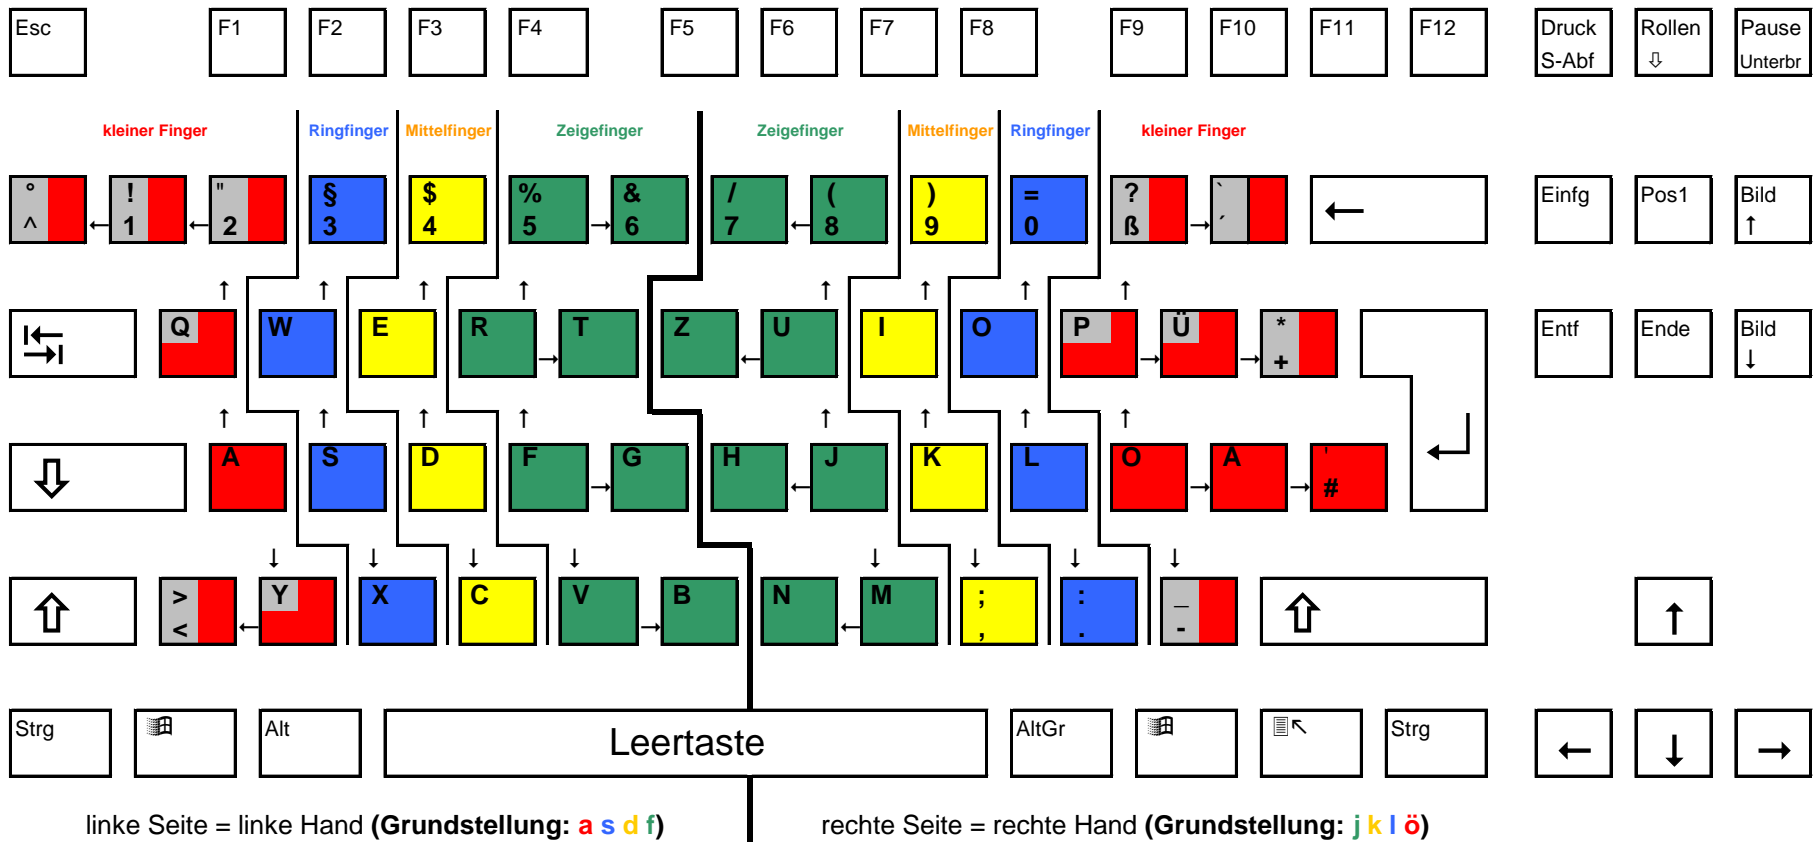 Esc F1 F2 F3 F4 F5 F6 F7 F8 F9 F10 F11 F12 Druck Rollen Pause
S-Abf ⇩ Unterbr
kleiner Finger Ringfinger Mittelfinger Zeigefinger Zeigefinger Mittelfinger Ringfinger kleiner Finger
° ! " § $ % & / ( ) = ? ` ← Einfg Pos1 Bild
^ ← 1 ← 2 3 4 5 → 6 7 ← 8 9 0 ß → ´ ↑
↑ ↑ ↑ ↑ ↑ ↑ ↑ ↑
Q W E R T Z U I O P Ü * Entf Ende Bild
→ ← → → + ↓
↑ ↑ ↑ ↑ ↑ ↑ ↑ ↑
⇩ A S D F G H J K L O A '
→ ← → → # ↵
↓ ↓ ↓ ↓ ↓ ↓ ↓ ↓
⇧ > Y X C V B N M ; : _ ⇧ ↑
< ← → ← , . -
Strg Alt Leertaste AltGr Strg ← ↓ →
linke Seite = linke Hand (Grundstellung: a s d f) rechte Seite = rechte Hand (Grundstellung: j k l ö)